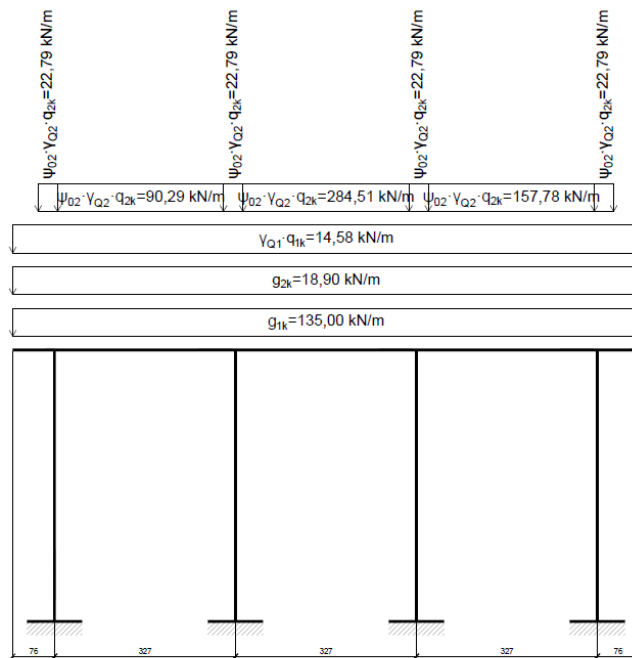 ψ₀₂·γQ₂·q₂ₖ=22,79 kN/m
ψ₀₂·γQ₂·q₂ₖ=22,79 kN/m
ψ₀₂·γQ₂·q₂ₖ=22,79 kN/m
ψ₀₂·γQ₂·q₂ₖ=22,79 kN/m
ψ₀₂·γQ₂·q₂ₖ=90,29 kN/m ψ₀₂·γQ₂·q₂ₖ=284,51 kN/m ψ₀₂·γQ₂·q₂ₖ=157,78 kN/m
γQ₁·q₁ₖ=14,58 kN/m
g₂ₖ=18,90 kN/m
g₁ₖ=135,00 kN/m
76 327 327 327 76